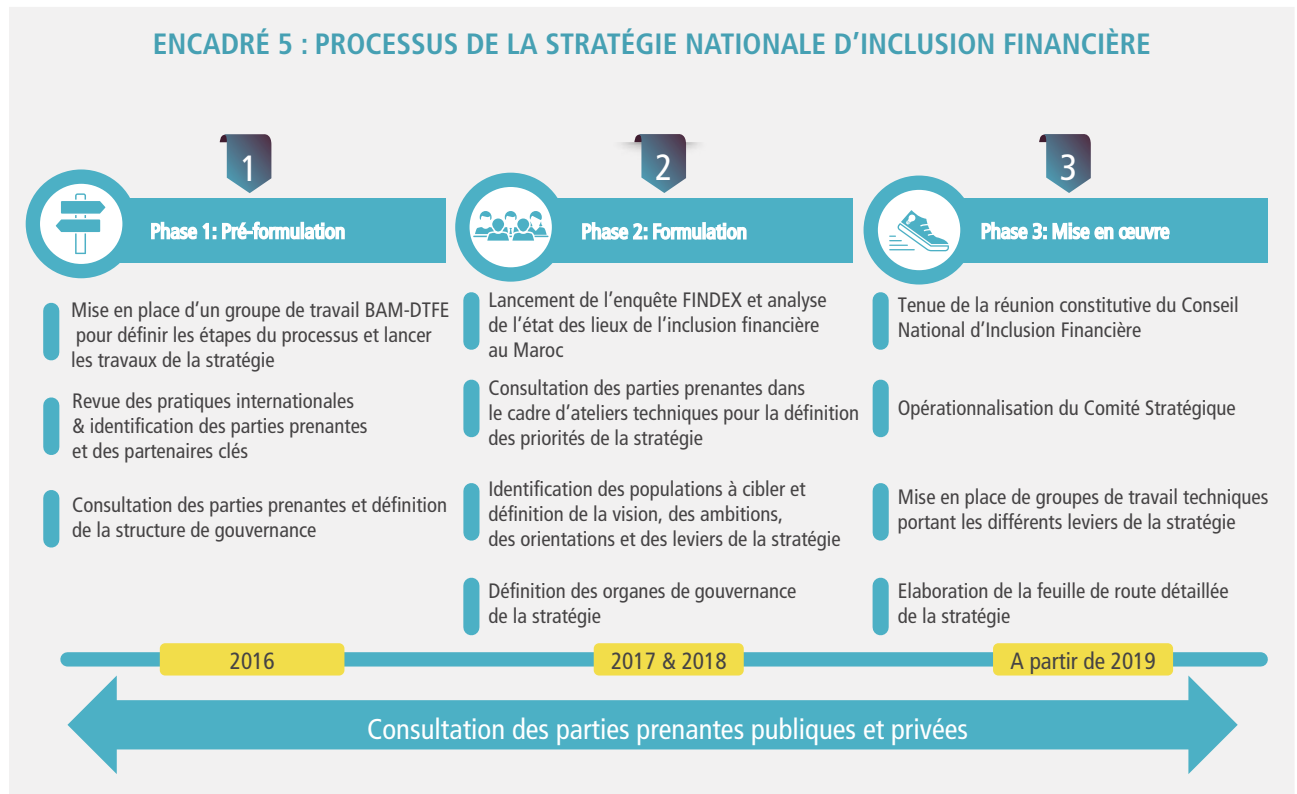 ENCADRÉ 5 : PROCESSUS DE LA STRATÉGIE NATIONALE D’INCLUSION FINANCIÈRE
1
Phase 1: Pré-formulation
Mise en place d’un groupe de travail BAM-DTFE
pour définir les étapes du processus et lancer
les travaux de la stratégie
Revue des pratiques internationales
& identification des parties prenantes
et des partenaires clés
Consultation des parties prenantes et définition
de la structure de gouvernance
2016
2
Phase 2: Formulation
Lancement de l’enquête FINDEX et analyse
de l’état des lieux de l’inclusion financière
au Maroc
Consultation des parties prenantes dans
le cadre d’ateliers techniques pour la définition
des priorités de la stratégie
Identification des populations à cibler et
définition de la vision, des ambitions,
des orientations et des leviers de la stratégie
Définition des organes de gouvernance
de la stratégie
2017 & 2018
3
Phase 3: Mise en œuvre
Tenue de la réunion constitutive du Conseil
National d’Inclusion Financière
Opérationnalisation du Comité Stratégique
Mise en place de groupes de travail techniques
portant les différents leviers de la stratégie
Elaboration de la feuille de route détaillée
de la stratégie
A partir de 2019
Consultation des parties prenantes publiques et privées